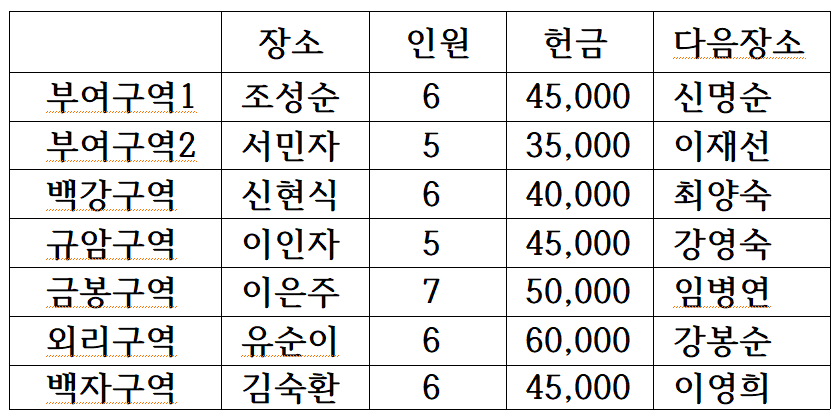 장소 인원 헌금 다음장소
부여구역1 조성순 6 45,000 신명순
부여구역2 서민자 5 35,000 이재선
백강구역 신현식 6 40,000 최양숙
규암구역 이인자 5 45,000 강영숙
금봉구역 이은주 7 50,000 임병연
외리구역 유순이 6 60,000 강봉순
백자구역 김숙환 6 45,000 이영희